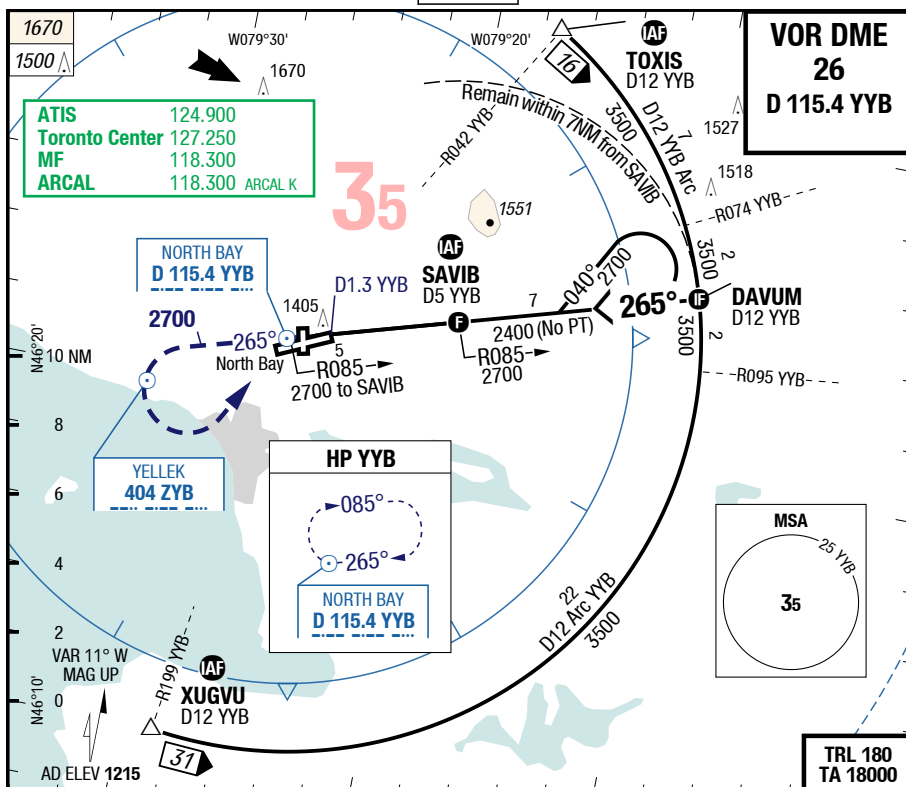 1670
1500
W079°30'
W079°20'
1670
ATIS 124.900
Toronto Center 127.250
MF 118.300
ARCAL 118.300 ARCAL K
IAF
TOXIS
D12 YYB
16
VOR DME
26
D 115.4 YYB
Remain within 7NM from SAVIB
R042 YYB
3500
7
D12 YYB Arc
1527
1518
R074 YYB
35
1551
NORTH BAY
D 115.4 YYB
D1.3 YYB
IAF
SAVIB
D5 YYB
F
040°
2700
265°
2
3500
IF
DAVUM
D12 YYB
1405
2700
265°
North Bay
5
R085
2700 to SAVIB
7
2400 (No PT)
R085
2700
3500
2
R095 YYB
N46°20'
10 NM
8
6
4
2
0
N46°10'
YELLEK
404 ZYB
HP YYB
085°
265°
NORTH BAY
D 115.4 YYB
MSA
25 YYB
35
22
D12 Arc YYB
3500
VAR 11° W
MAG UP
R199 YYB
IAF
XUGVU
D12 YYB
31
AD ELEV 1215
TRL 180
TA 18000